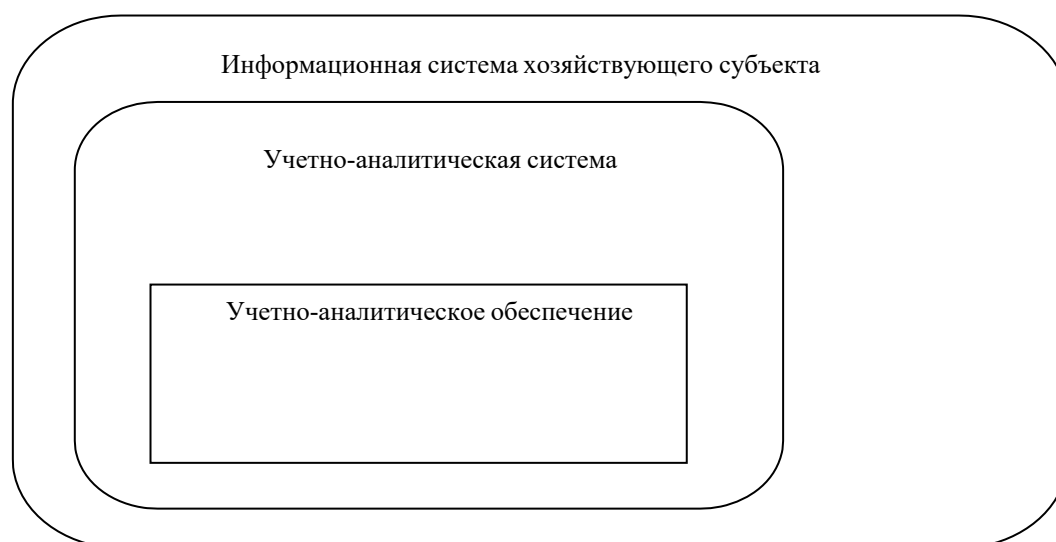 Информационная система хозяйствующего субъекта
Учетно-аналитическая система
Учетно-аналитическое обеспечение